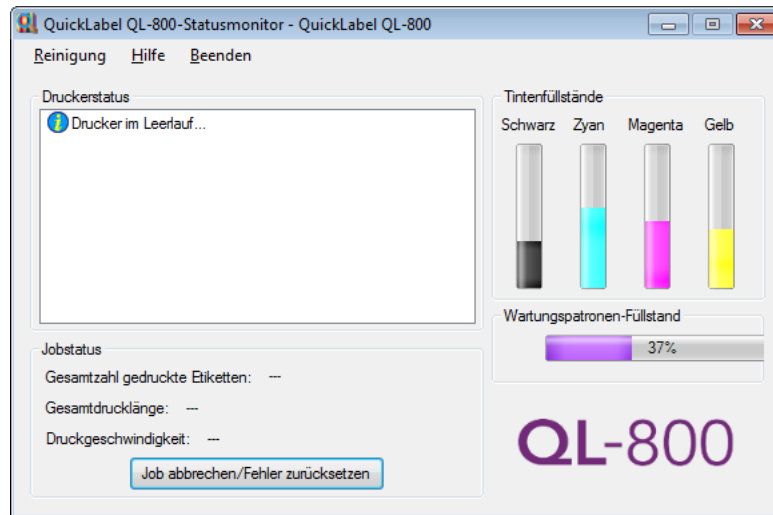 QuickLabel QL-800-Statusmonitor - QuickLabel QL-800
Reinigung Hilfe Beenden
Druckerstatus
Drucker im Leerlauf...
Tintenfüllstände
Schwarz Zyan Magenta Gelb
Wartungspatronen-Füllstand
37%
Jobstatus
Gesamtzahl gedruckte Etiketten: ---
Gesamtdrucklänge: ---
Druckgeschwindigkeit: ---
Job abbrechen/Fehler zurücksetzen
QL-800